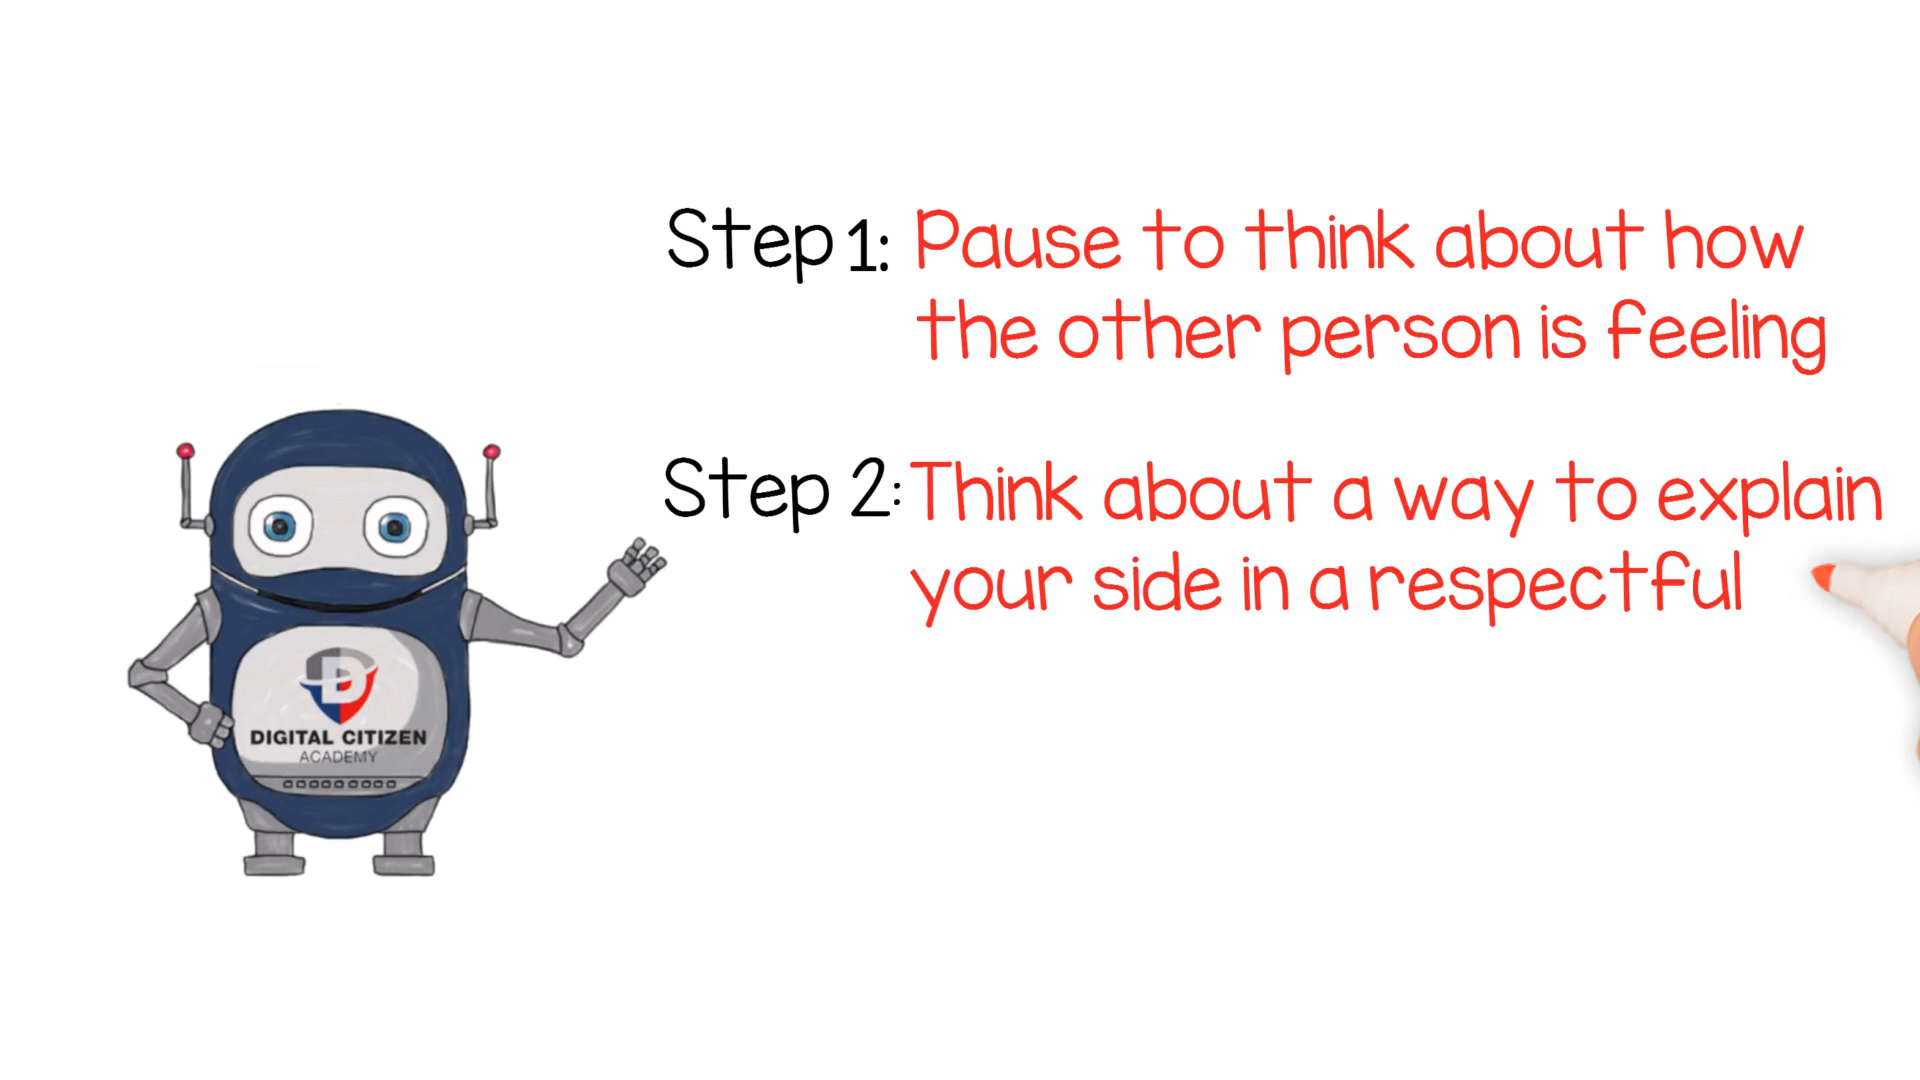 Step 1: Pause to think about how
the other person is feeling
Step 2: Think about a way to explain
your side in a respectful
DIGITAL CITIZEN
ACADEMY